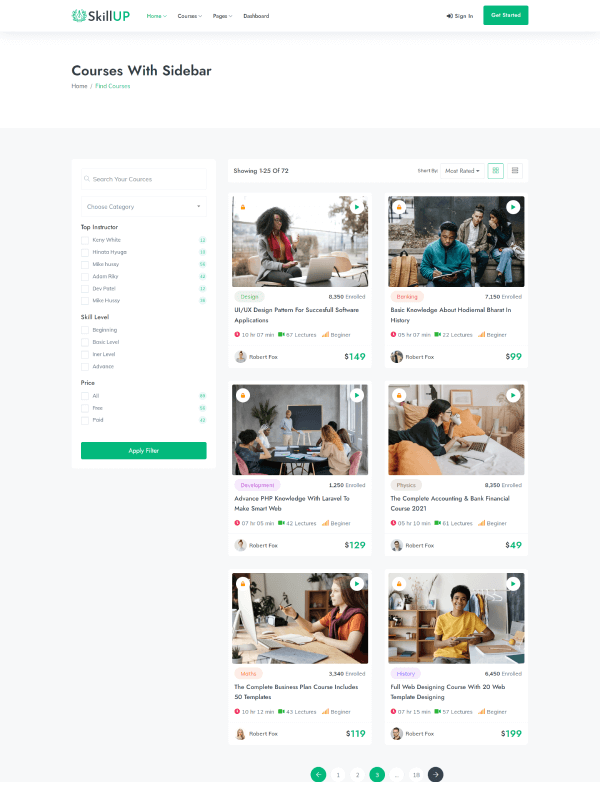 SkillUP
Home Courses Pages Dashboard
Sign In
Get Started
Courses With Sidebar
Home / Find Courses
Search Your Cources
Choose Category
Top Instructor
Keny White 12
Hinata Hyuga
Mike hussy
Adam Riky
Dev Patel
Mike Hussy
Skill Level
Beginning
Basic Level
Iner Level
Advance
Price
All
Free
Paid
Apply Filter
Showing 1-25 Of 72
Short By: Most Rated
Design 8,350 Enrolled
UI/UX Design Pattern For Succesfull Software
Applications
10 hr 07 min 67 Lectures Beginer
Robert Fox $149
Banking 7,150 Enrolled
Basic Knowledge About Hodiernal Bharat In
History
05 hr 07 min 22 Lectures Beginer
Robert Fox $99
Development 1,250 Enrolled
Advance PHP Knowledge With Laravel To
Make Smart Web
07 hr 05 min 42 Lectures Beginer
Robert Fox $129
Physics 8,350 Enrolled
The Complete Accounting & Bank Financial
Course 2021
05 hr 10 min 61 Lectures Beginer
Robert Fox $49
Maths 3,340 Enrolled
The Complete Business Plan Course Includes
50 Templates
10 hr 12 min 43 Lectures Beginer
Robert Fox $119
History 6,450 Enrolled
Full Web Designing Course With 20 Web
Template Designing
07 hr 15 min 57 Lectures Beginer
Robert Fox $199
1 2 3 ... 18